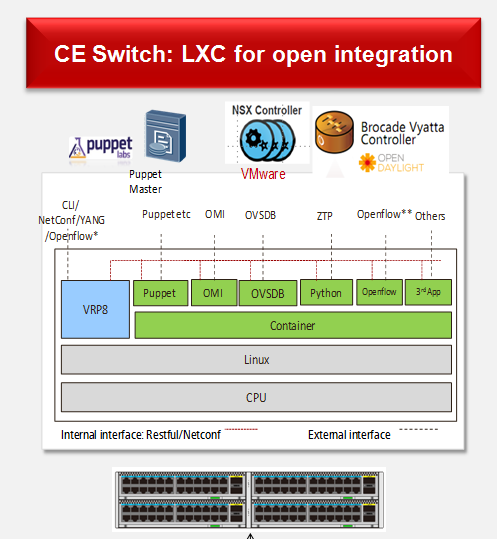 CE Switch: LXC for open integration
puppet
labs
Puppet
Master
NSX Controller
VMware
Brocade Vyatta
Controller
OPEN
DAYLIGHT
CLI/
NetConf/YANG
/Openflow*
Puppet etc
OMI
OVSDB
ZTP
Openflow**
Others
VRP8
Puppet
OMI
OVSDB
Python
Openflow
3rd App
Container
Linux
CPU
Internal interface: Restful/Netconf
External interface